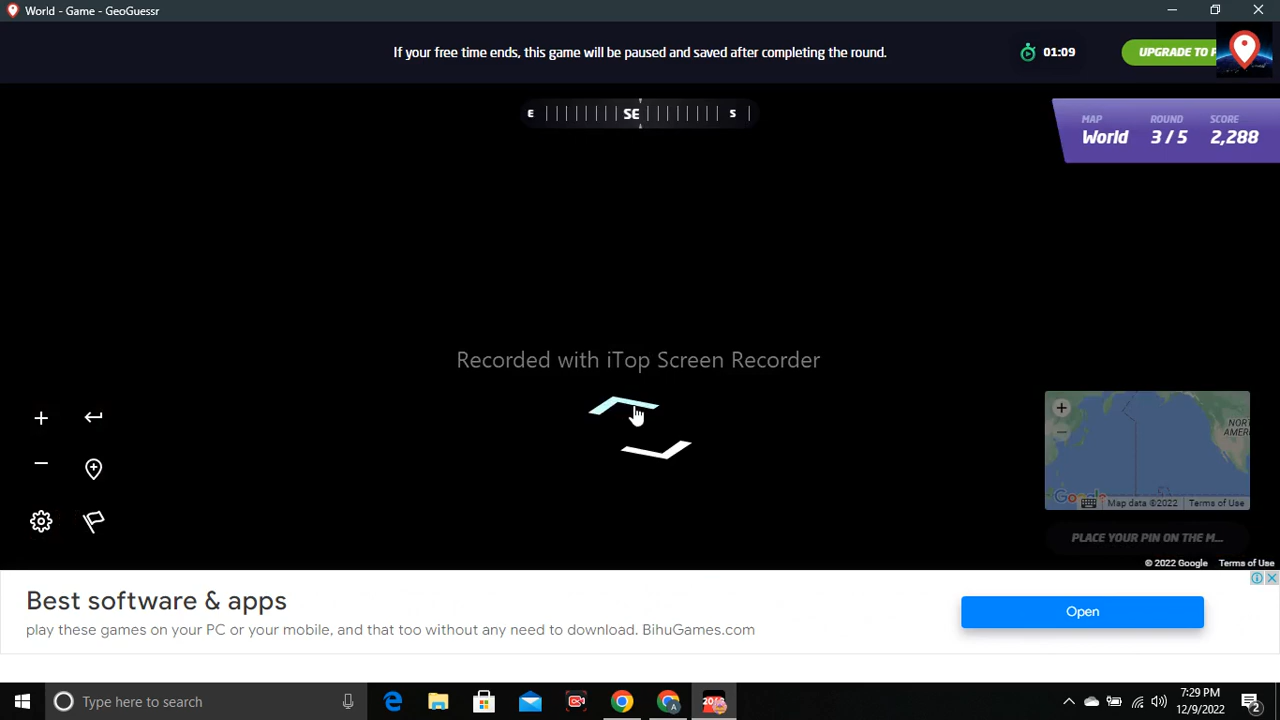 World - Game - GeoGuessr
If your free time ends, this game will be paused and saved after completing the round.
01:09
UPGRADE TO P
E SE S
MAP ROUND SCORE
World 3 / 5 2,288
Recorded with iTop Screen Recorder
NORTH
AMERIC
Google Map data ©2022 Terms of Use
PLACE YOUR PIN ON THE M...
© 2022 Google Terms of Use
Best software & apps
play these games on your PC or your mobile, and that too without any need to download. BihuGames.com
Open
Type here to search
7:29 PM
12/9/2022
2